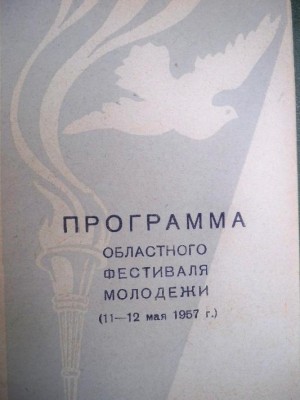 ПРОГРАММА
ОБЛАСТНОГО
ФЕСТИВАЛЯ
МОЛОДЕЖИ
(11—12 мая 1957 г.)